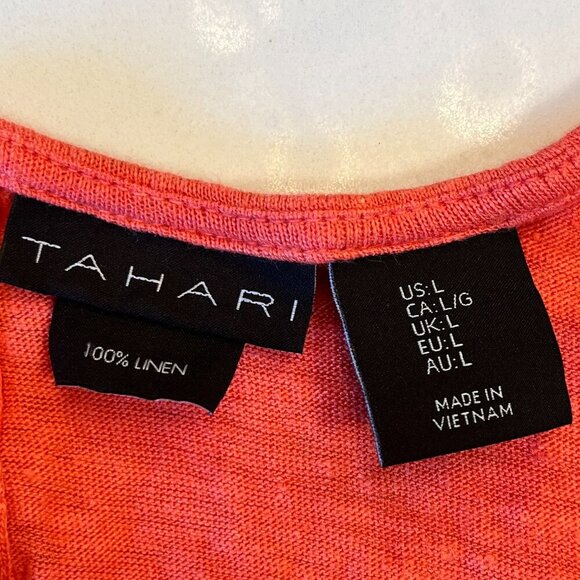 TAHARI
100% LINEN
US:L
CA:L/G
UK:L
EU:L
AU:L
MADE IN
VIETNAM